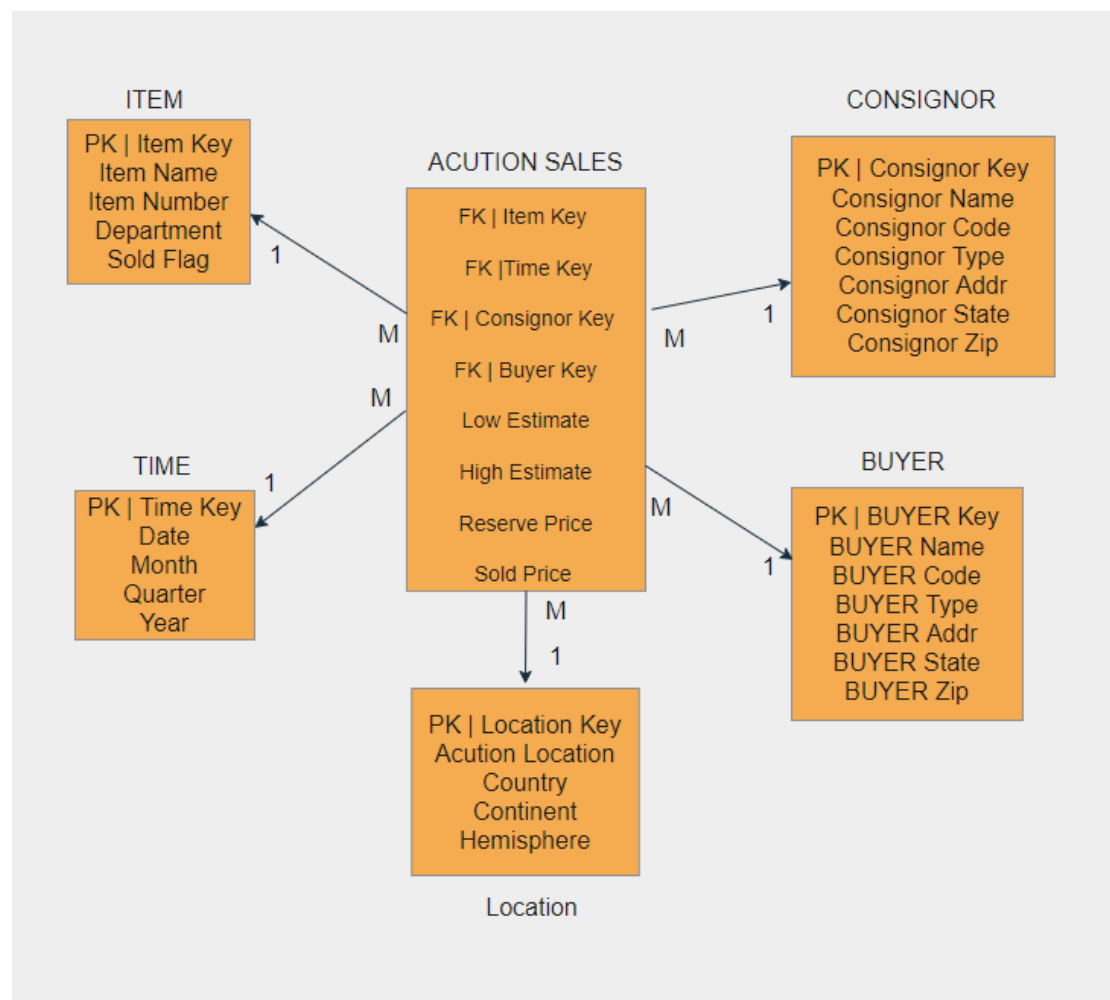 ITEM
PK | Item Key
Item Name
Item Number
Department
Sold Flag
1
M
ACUTION SALES
FK | Item Key
FK |Time Key
FK | Consignor Key
FK | Buyer Key
Low Estimate
High Estimate
Reserve Price
Sold Price
CONSIGNOR
PK | Consignor Key
Consignor Name
Consignor Code
Consignor Type
Consignor Addr
Consignor State
Consignor Zip
1
M
TIME
PK | Time Key
Date
Month
Quarter
Year
1
M
BUYER
PK | BUYER Key
BUYER Name
BUYER Code
BUYER Type
BUYER Addr
BUYER State
BUYER Zip
M
1
M
1
PK | Location Key
Acution Location
Country
Continent
Hemisphere
Location